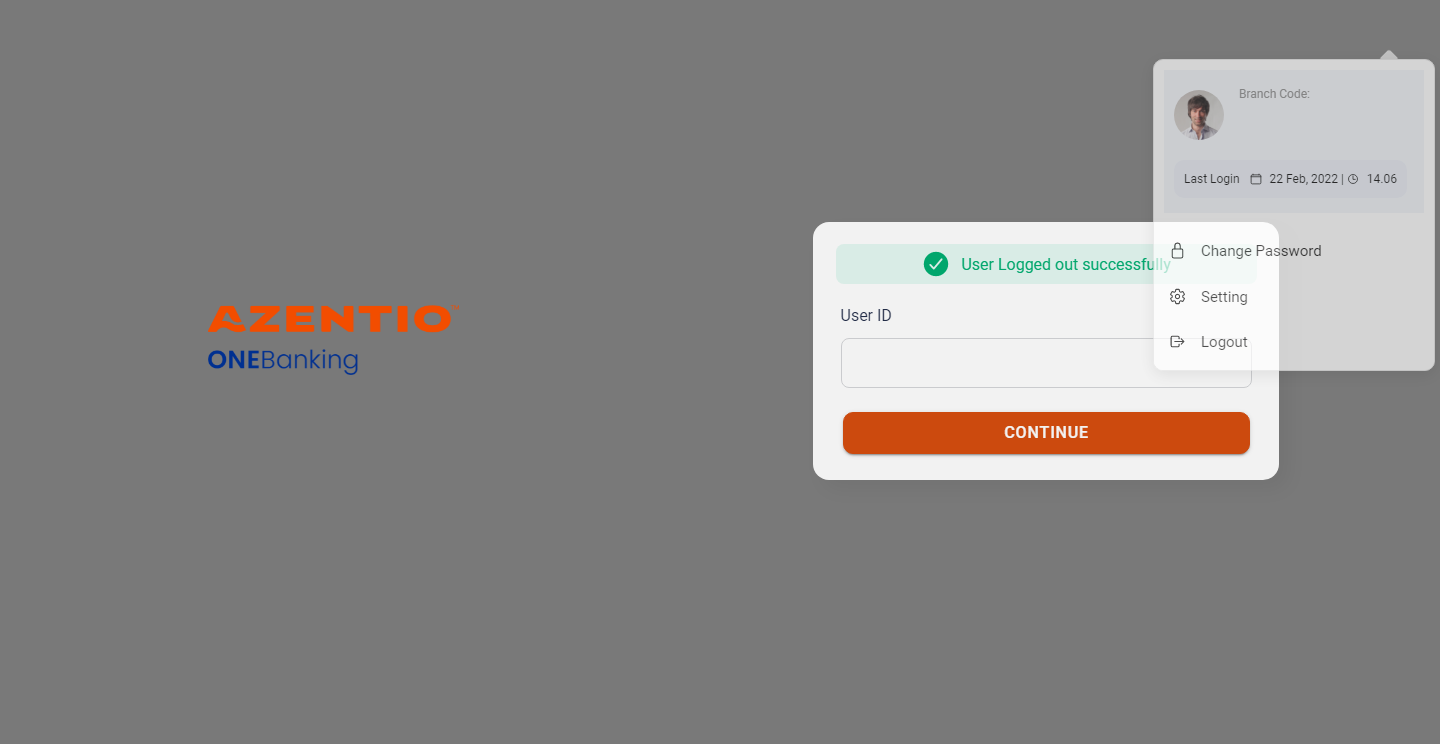 AZENTIO™
ONEBanking
Branch Code:
Last Login 22 Feb, 2022 | 14.06
User Logged out successfully
Change Password
Setting
Logout
User ID
CONTINUE